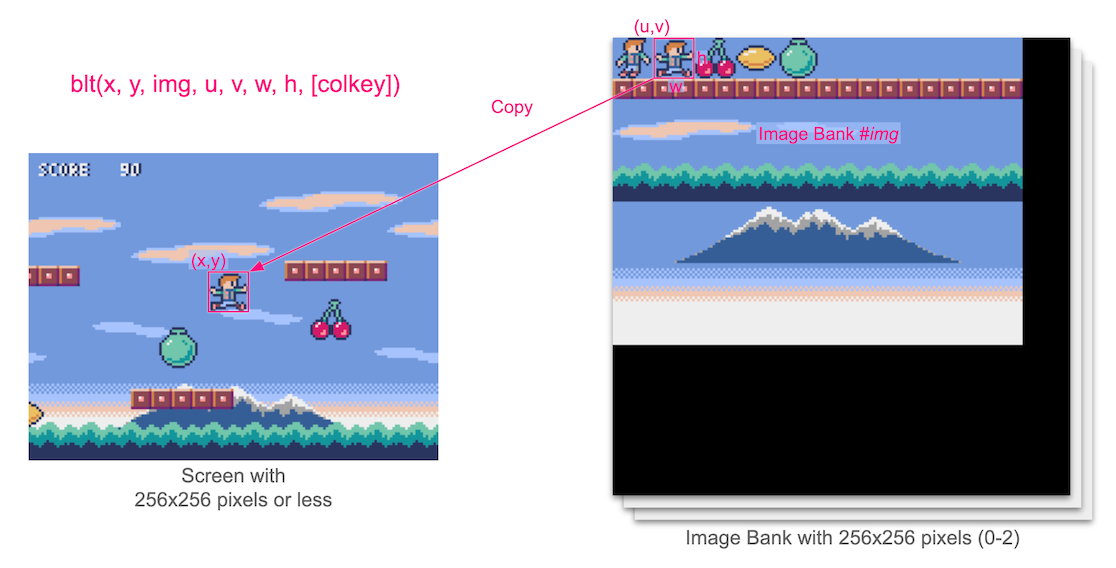 (u,v)
blt(x, y, img, u, v, w, h, [colkey])
h
w
Copy
Image Bank #img
SCORE 90
(x,y)
Screen with
256x256 pixels or less
Image Bank with 256x256 pixels (0-2)